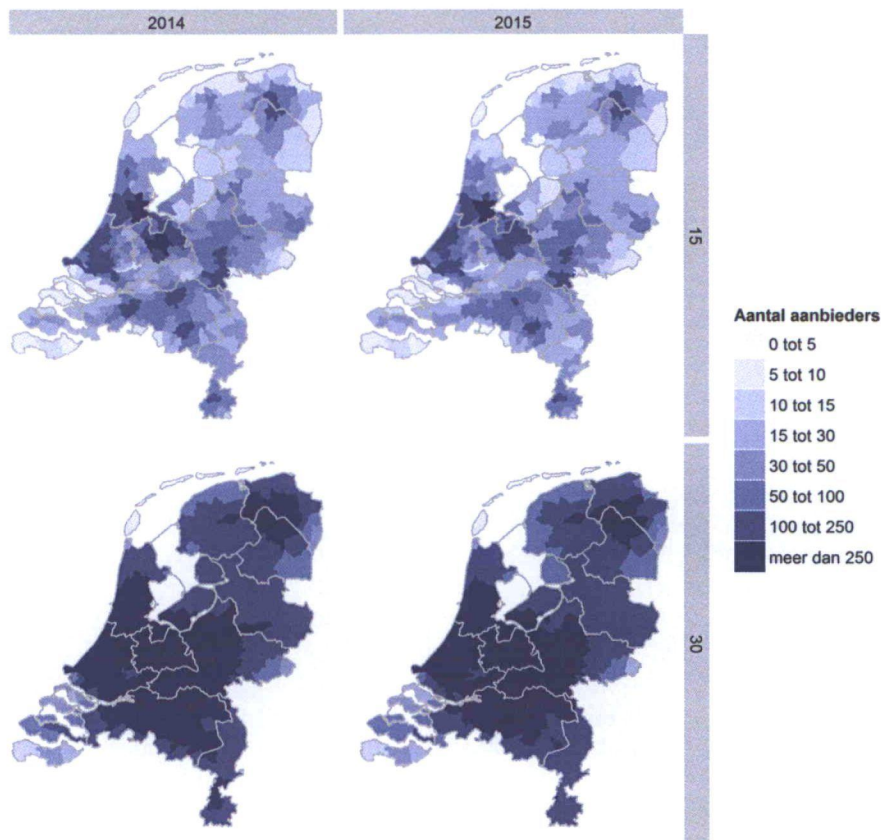 2014
2015
15
Aantal aanbieders
0 tot 5
5 tot 10
10 tot 15
15 tot 30
30 tot 50
50 tot 100
100 tot 250
meer dan 250
30